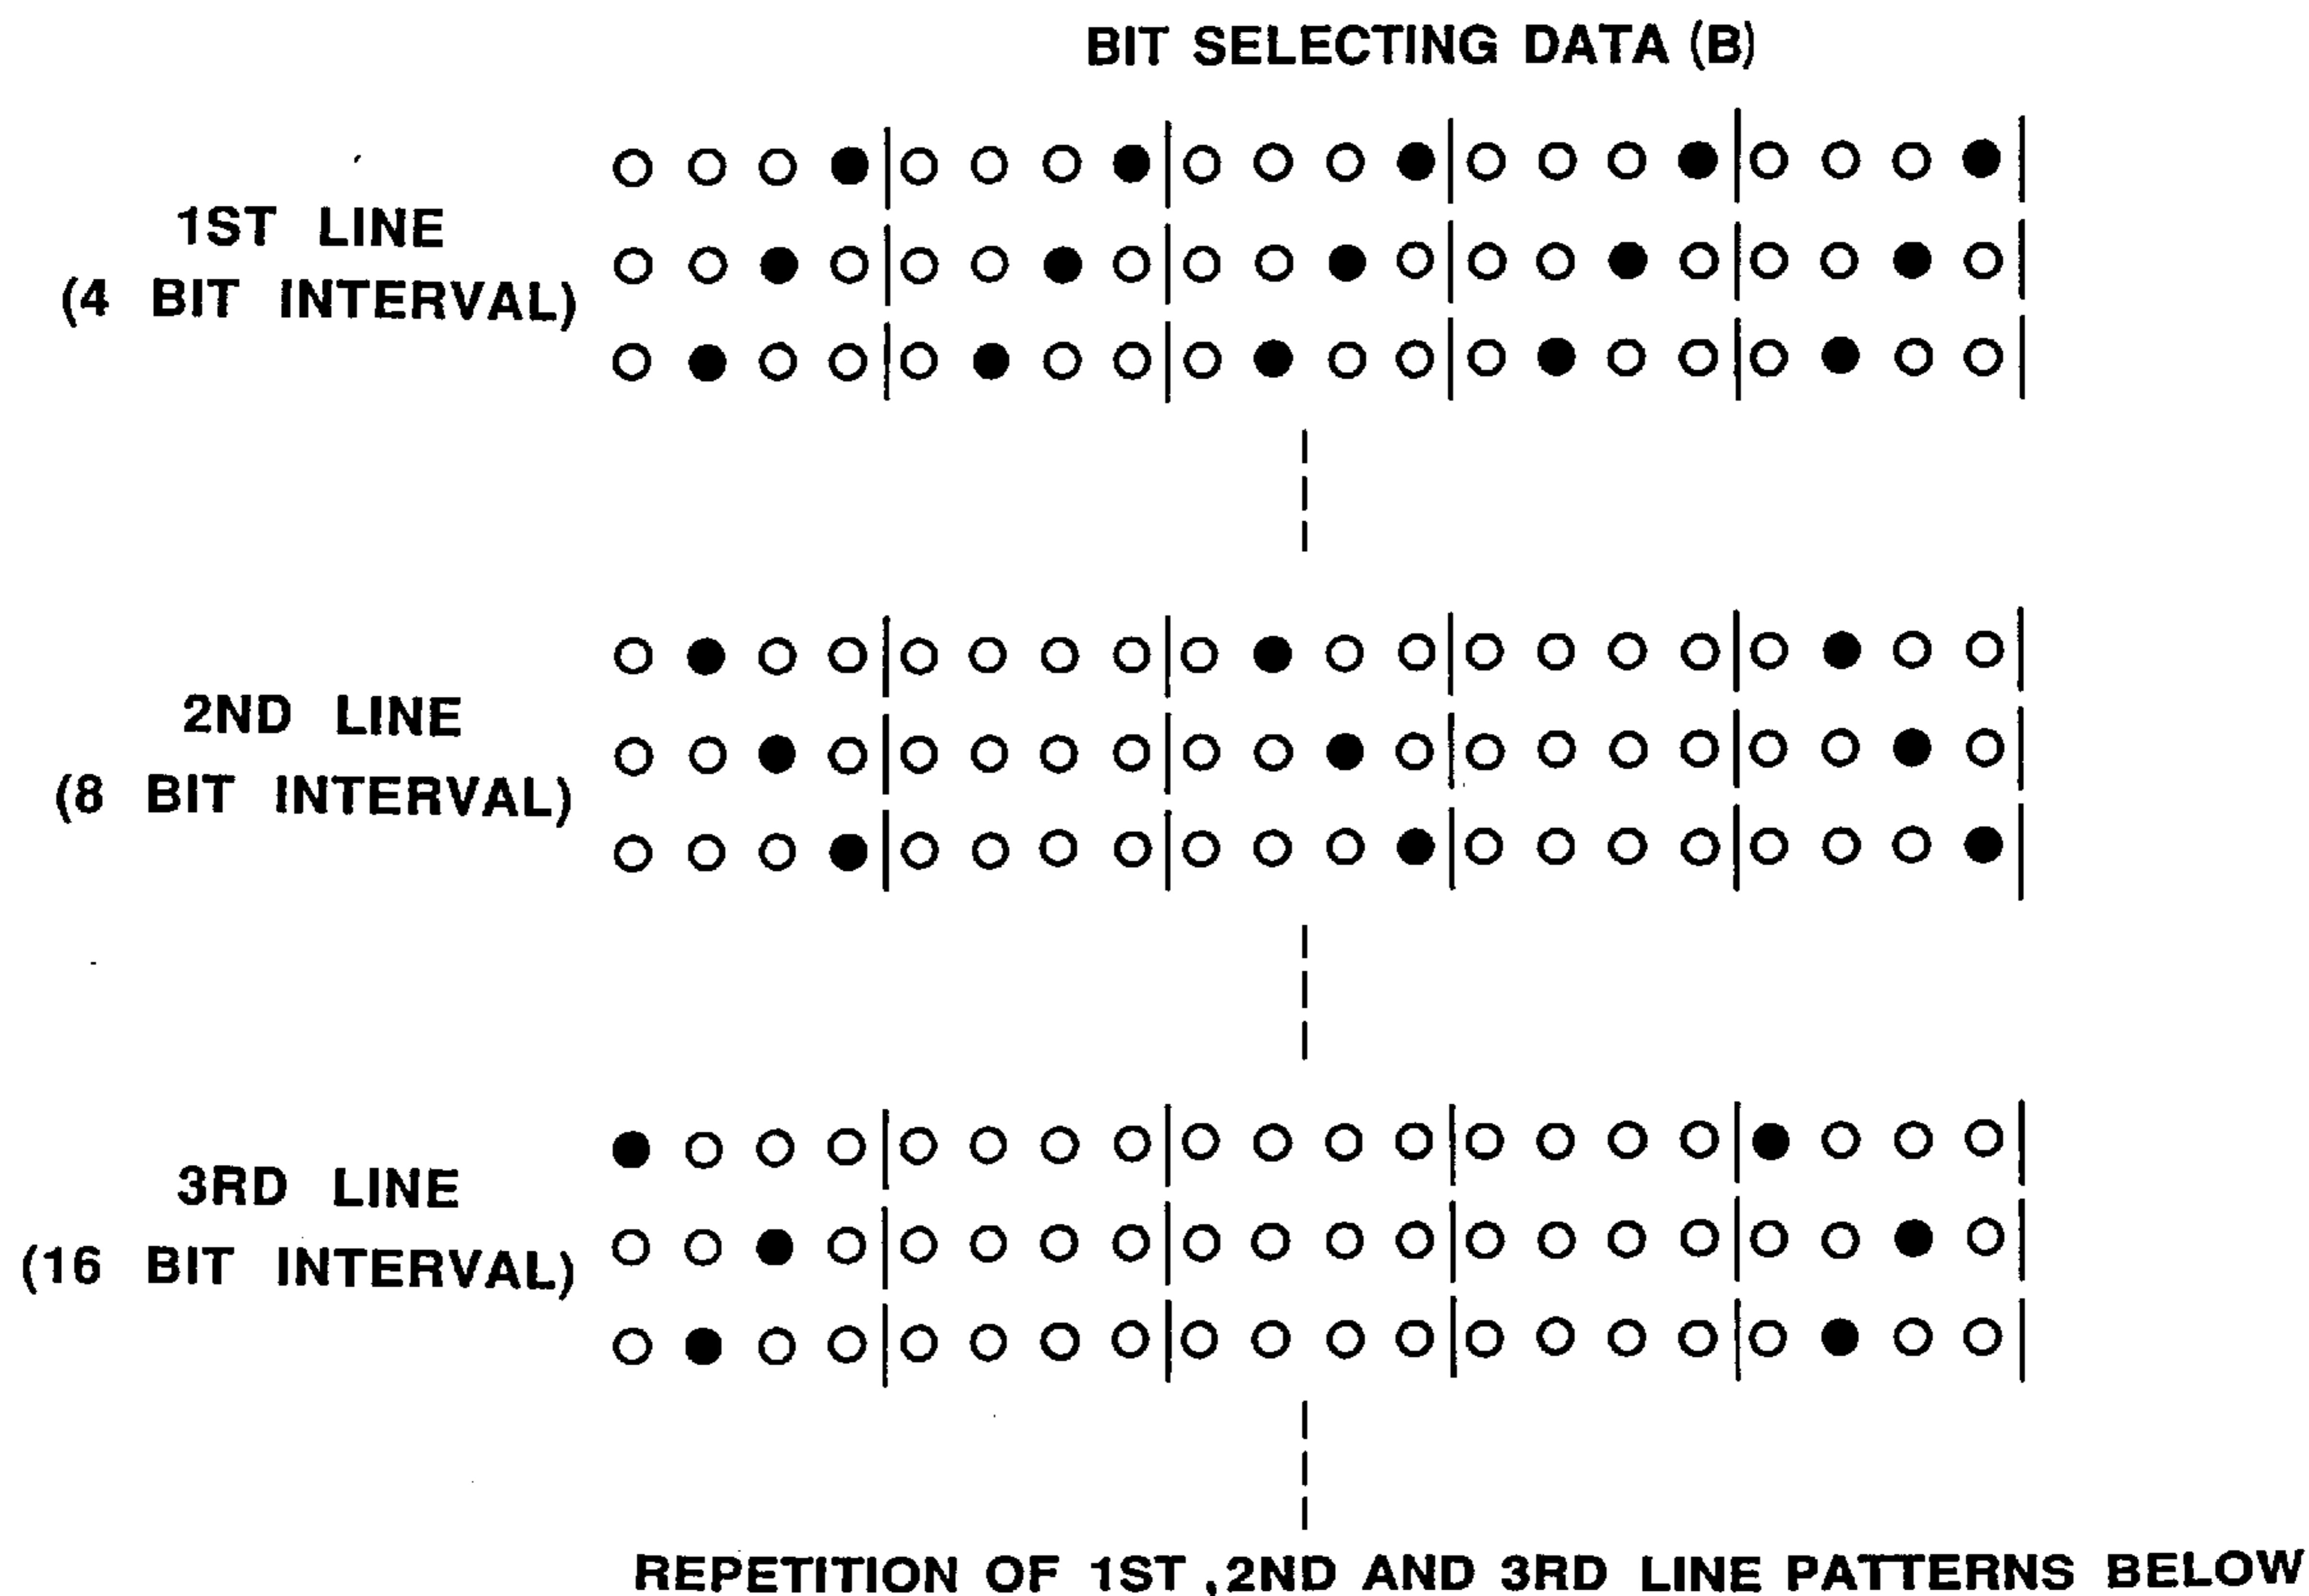 BIT SELECTING DATA (B)
1ST LINE
(4 BIT INTERVAL)
2ND LINE
(8 BIT INTERVAL)
3RD LINE
(16 BIT INTERVAL)
REPETITION OF 1ST ,2ND AND 3RD LINE PATTERNS BELOW